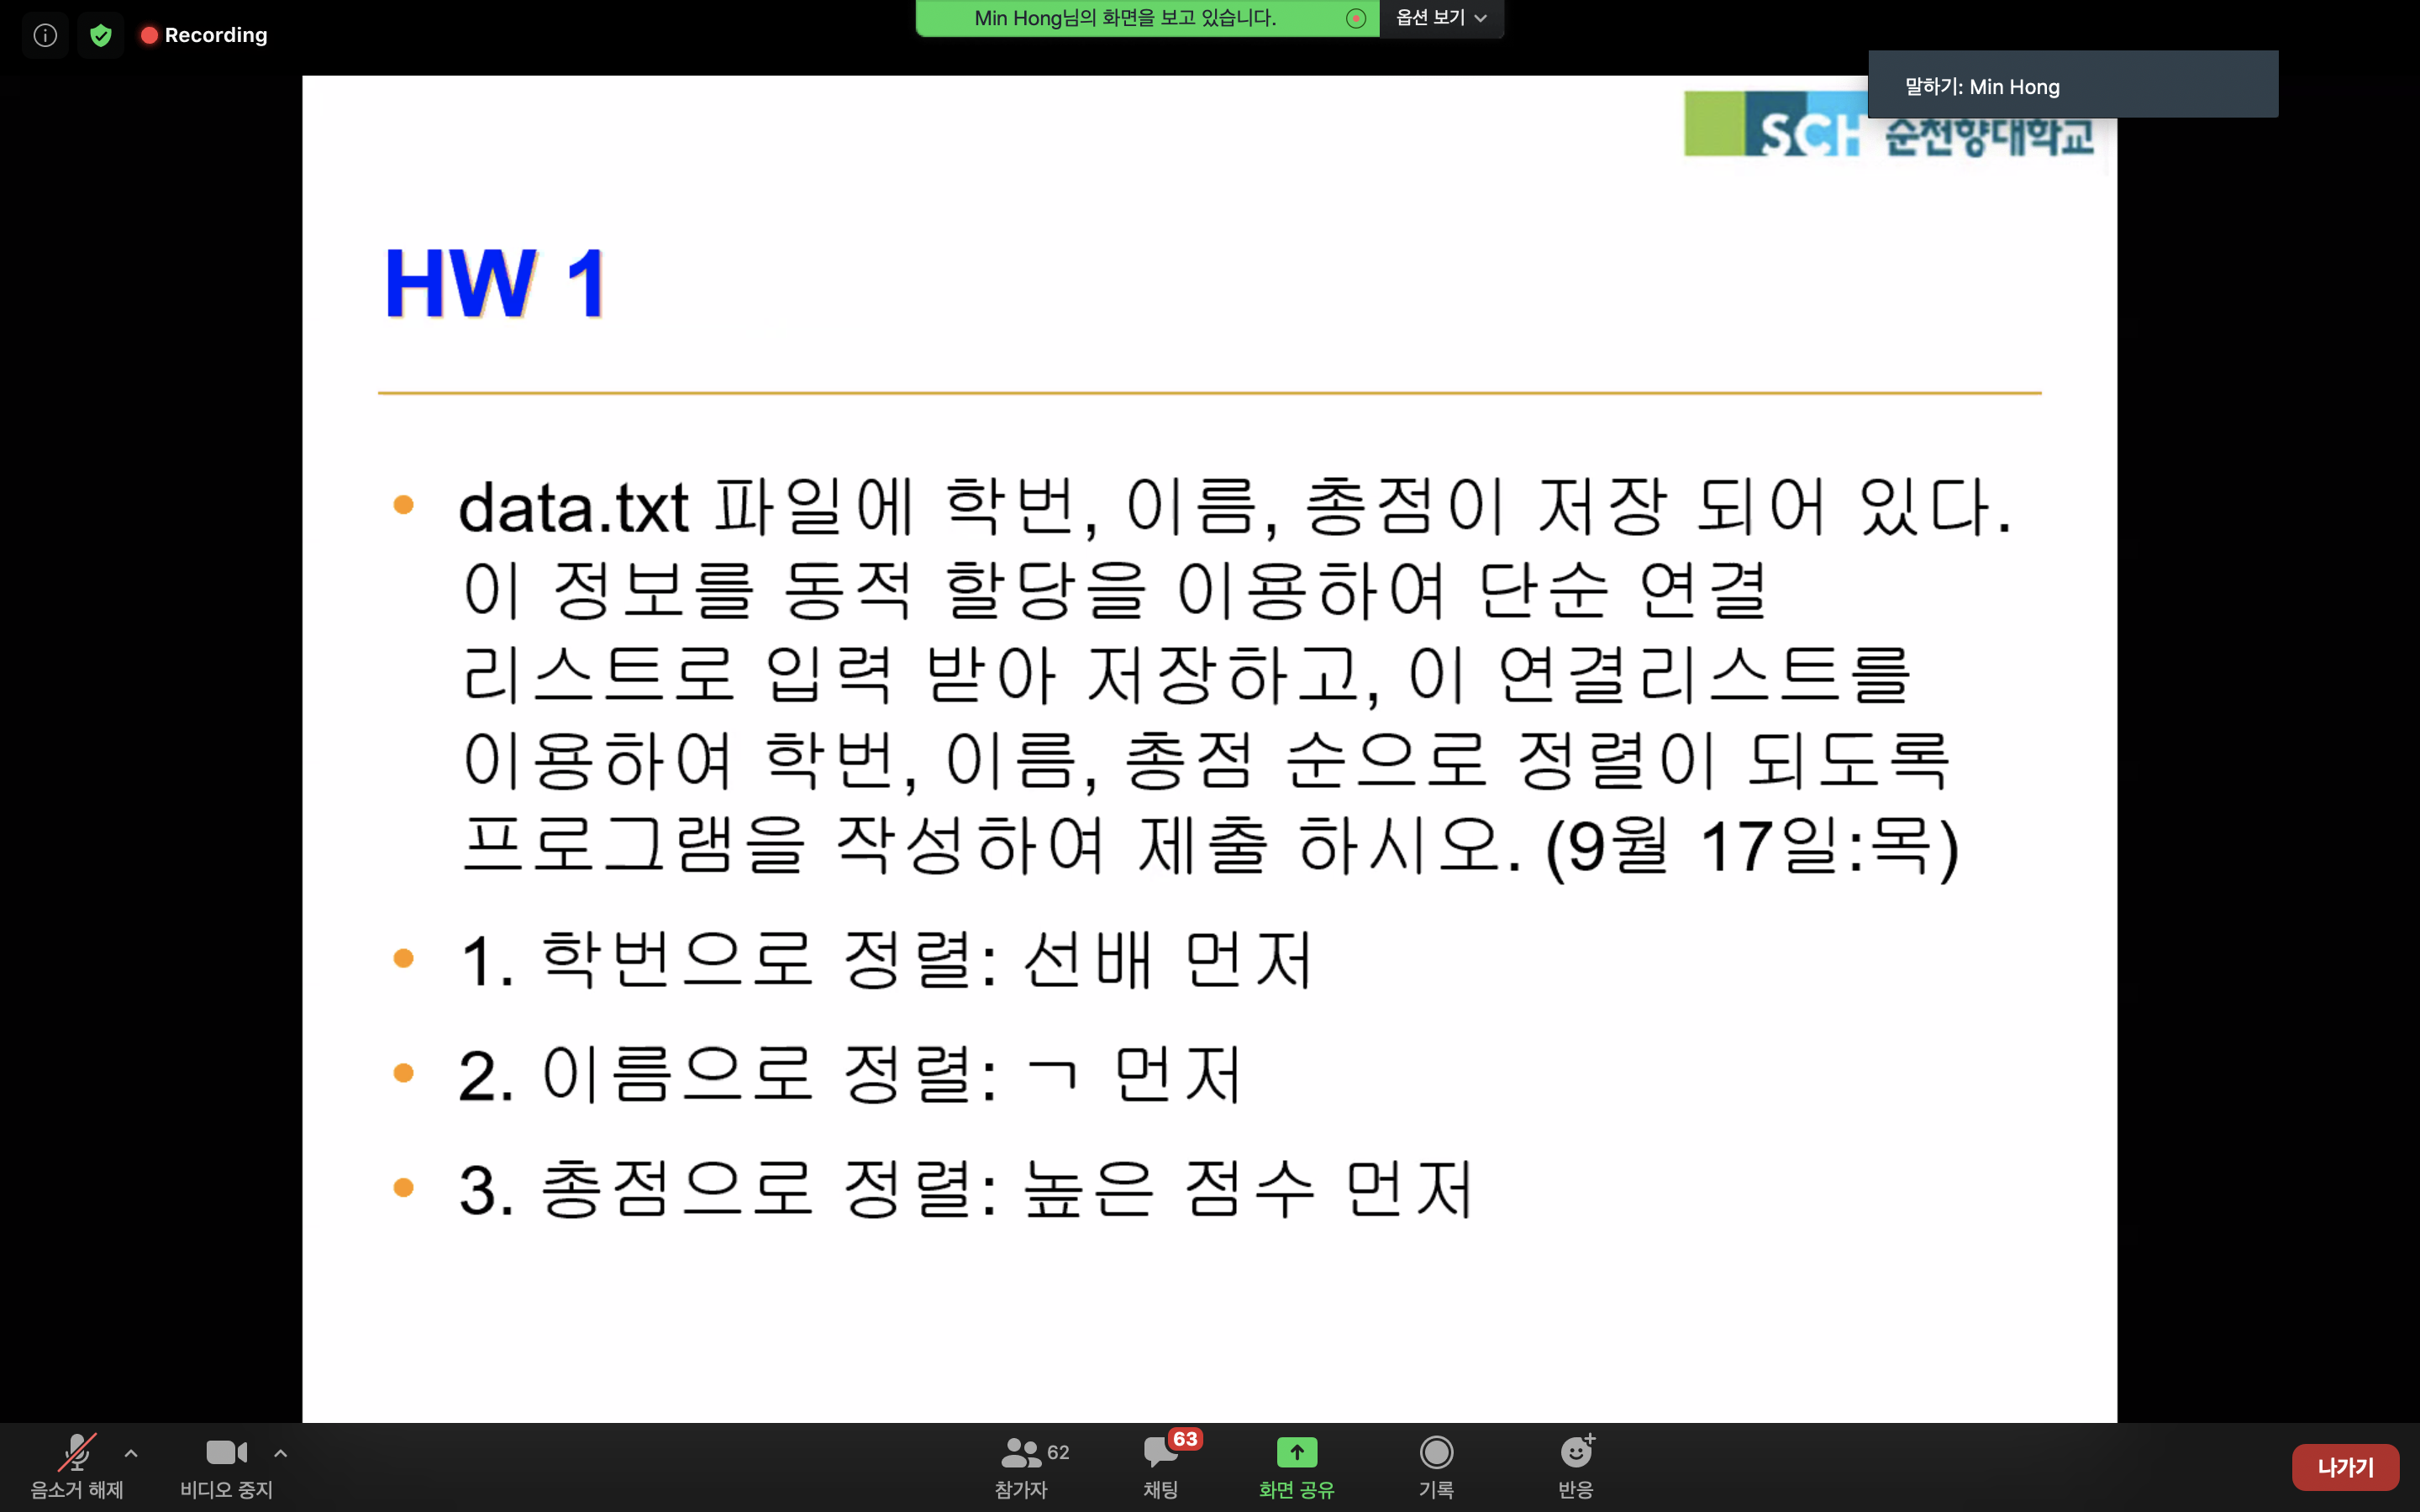 Recording
Min Hong님의 화면을 보고 있습니다.
옵션 보기
말하기: Min Hong
SCH 순천향대학교
HW 1
data.txt 파일에 학번, 이름, 총점이 저장 되어 있다.
이 정보를 동적 할당을 이용하여 단순 연결
리스트로 입력 받아 저장하고, 이 연결리스트를
이용하여 학번, 이름, 총점 순으로 정렬이 되도록
프로그램을 작성하여 제출 하시오. (9월 17일:목)
1. 학번으로 정렬: 선배 먼저
2. 이름으로 정렬: ㄱ 먼저
3. 총점으로 정렬: 높은 점수 먼저
음소거 해제
비디오 중지
62
참가자
63
채팅
화면 공유
기록
반응
나가기